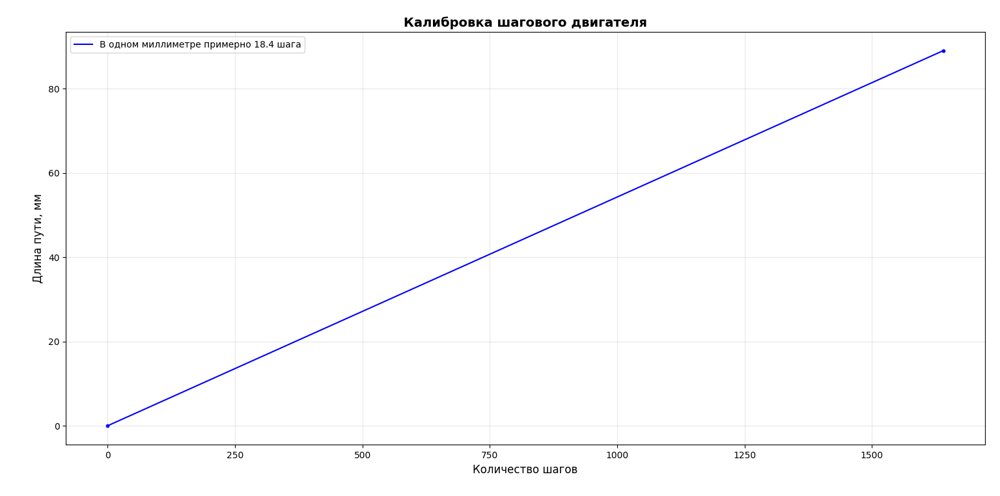 Калибровка шагового двигателя
В одном миллиметре примерно 18.4 шага
Длина пути, мм
80
60
40
20
0
0 250 500 750 1000 1250 1500
Количество шагов